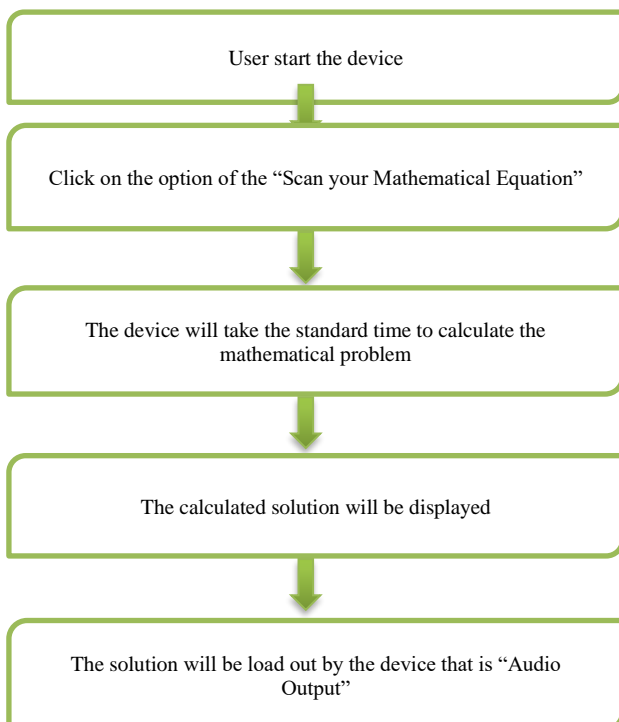 User start the device
Click on the option of the “Scan your Mathematical Equation”
The device will take the standard time to calculate the
mathematical problem
The calculated solution will be displayed
The solution will be load out by the device that is “Audio
Output”